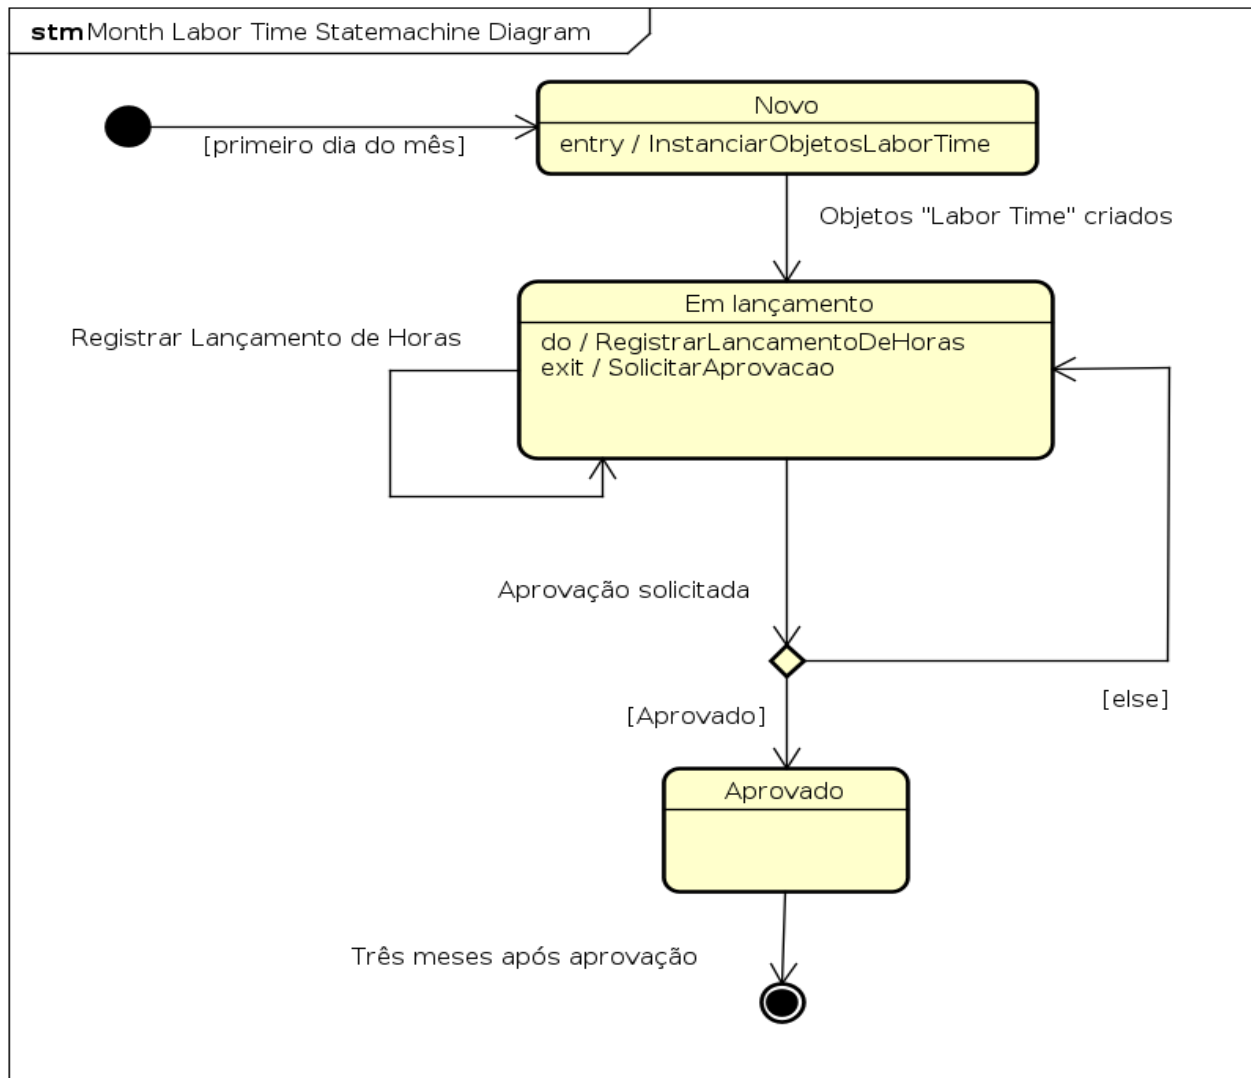 stm Month Labor Time Statemachine Diagram
Novo
[primeiro dia do mês]
entry / InstanciarObjetosLaborTime
Objetos "Labor Time" criados
Em lançamento
Registrar Lançamento de Horas
do / RegistrarLancamentoDeHoras
exit / SolicitarAprovacao
Aprovação solicitada
[else]
[Aprovado]
Aprovado
Três meses após aprovação